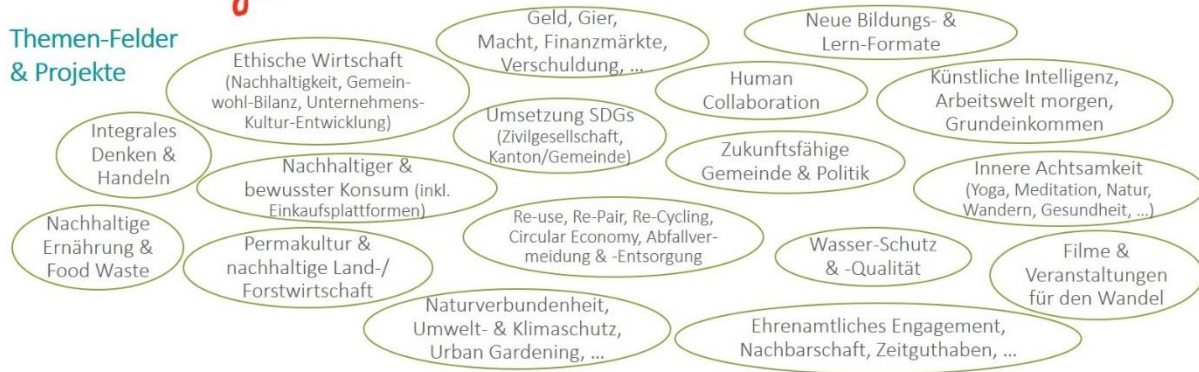 Themen-Felder
& Projekte
Geld, Gier,
Macht, Finanzmärkte,
Verschuldung, ...
Neue Bildungs- &
Lern-Formate
Ethische Wirtschaft
(Nachhaltigkeit, Gemein-
wohl-Bilanz, Unternehmens-
Kultur-Entwicklung)
Human
Collaboration
Künstliche Intelligenz,
Arbeitswelt morgen,
Grundeinkommen
Integrales
Denken &
Handeln
Umsetzung SDGs
(Zivilgesellschaft,
Kanton/Gemeinde)
Zukunftsfähige
Gemeinde & Politik
Nachhaltiger &
bewusster Konsum (inkl.
Einkaufsplattformen)
Innere Achtsamkeit
(Yoga, Meditation, Natur,
Wandern, Gesundheit, ...)
Nachhaltige
Ernährung &
Food Waste
Permakultur &
nachhaltige Land-/
Forstwirtschaft
Re-use, Re-Pair, Re-Cycling,
Circular Economy, Abfallver-
meidung & -Entsorgung
Wasser-Schutz
& -Qualität
Filme &
Veranstaltungen
für den Wandel
Naturverbundenheit,
Umwelt- & Klimaschutz,
Urban Gardening, ...
Ehrenamtliches Engagement,
Nachbarschaft, Zeitguthaben, ...